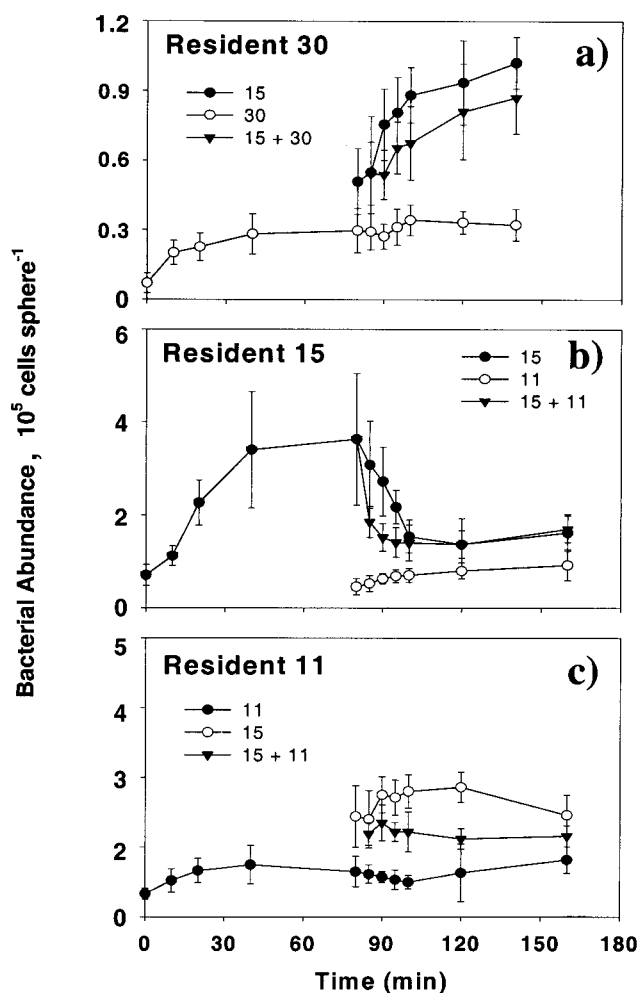 Bacterial Abundance, 10⁵ cells sphere⁻¹
Resident 30
a)
15
30
15 + 30
1.2
0.9
0.6
0.3
0
Resident 15
b)
15
11
15 + 11
6
4
2
0
Resident 11
c)
11
15
15 + 11
5
4
3
2
0
0
30
60
90
120
150
180
Time (min)